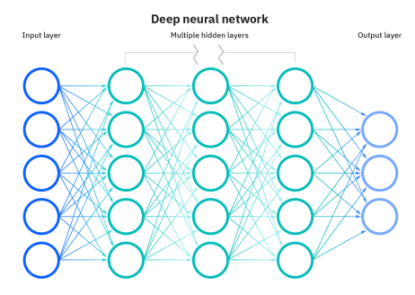 Deep neural network
Input layer
Multiple hidden layers
Output layer